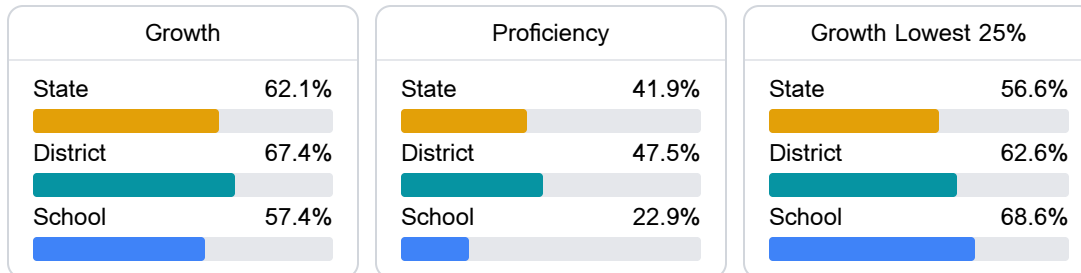 Growth
State 62.1%
District 67.4%
School 57.4%
Proficiency
State 41.9%
District 47.5%
School 22.9%
Growth Lowest 25%
State 56.6%
District 62.6%
School 68.6%